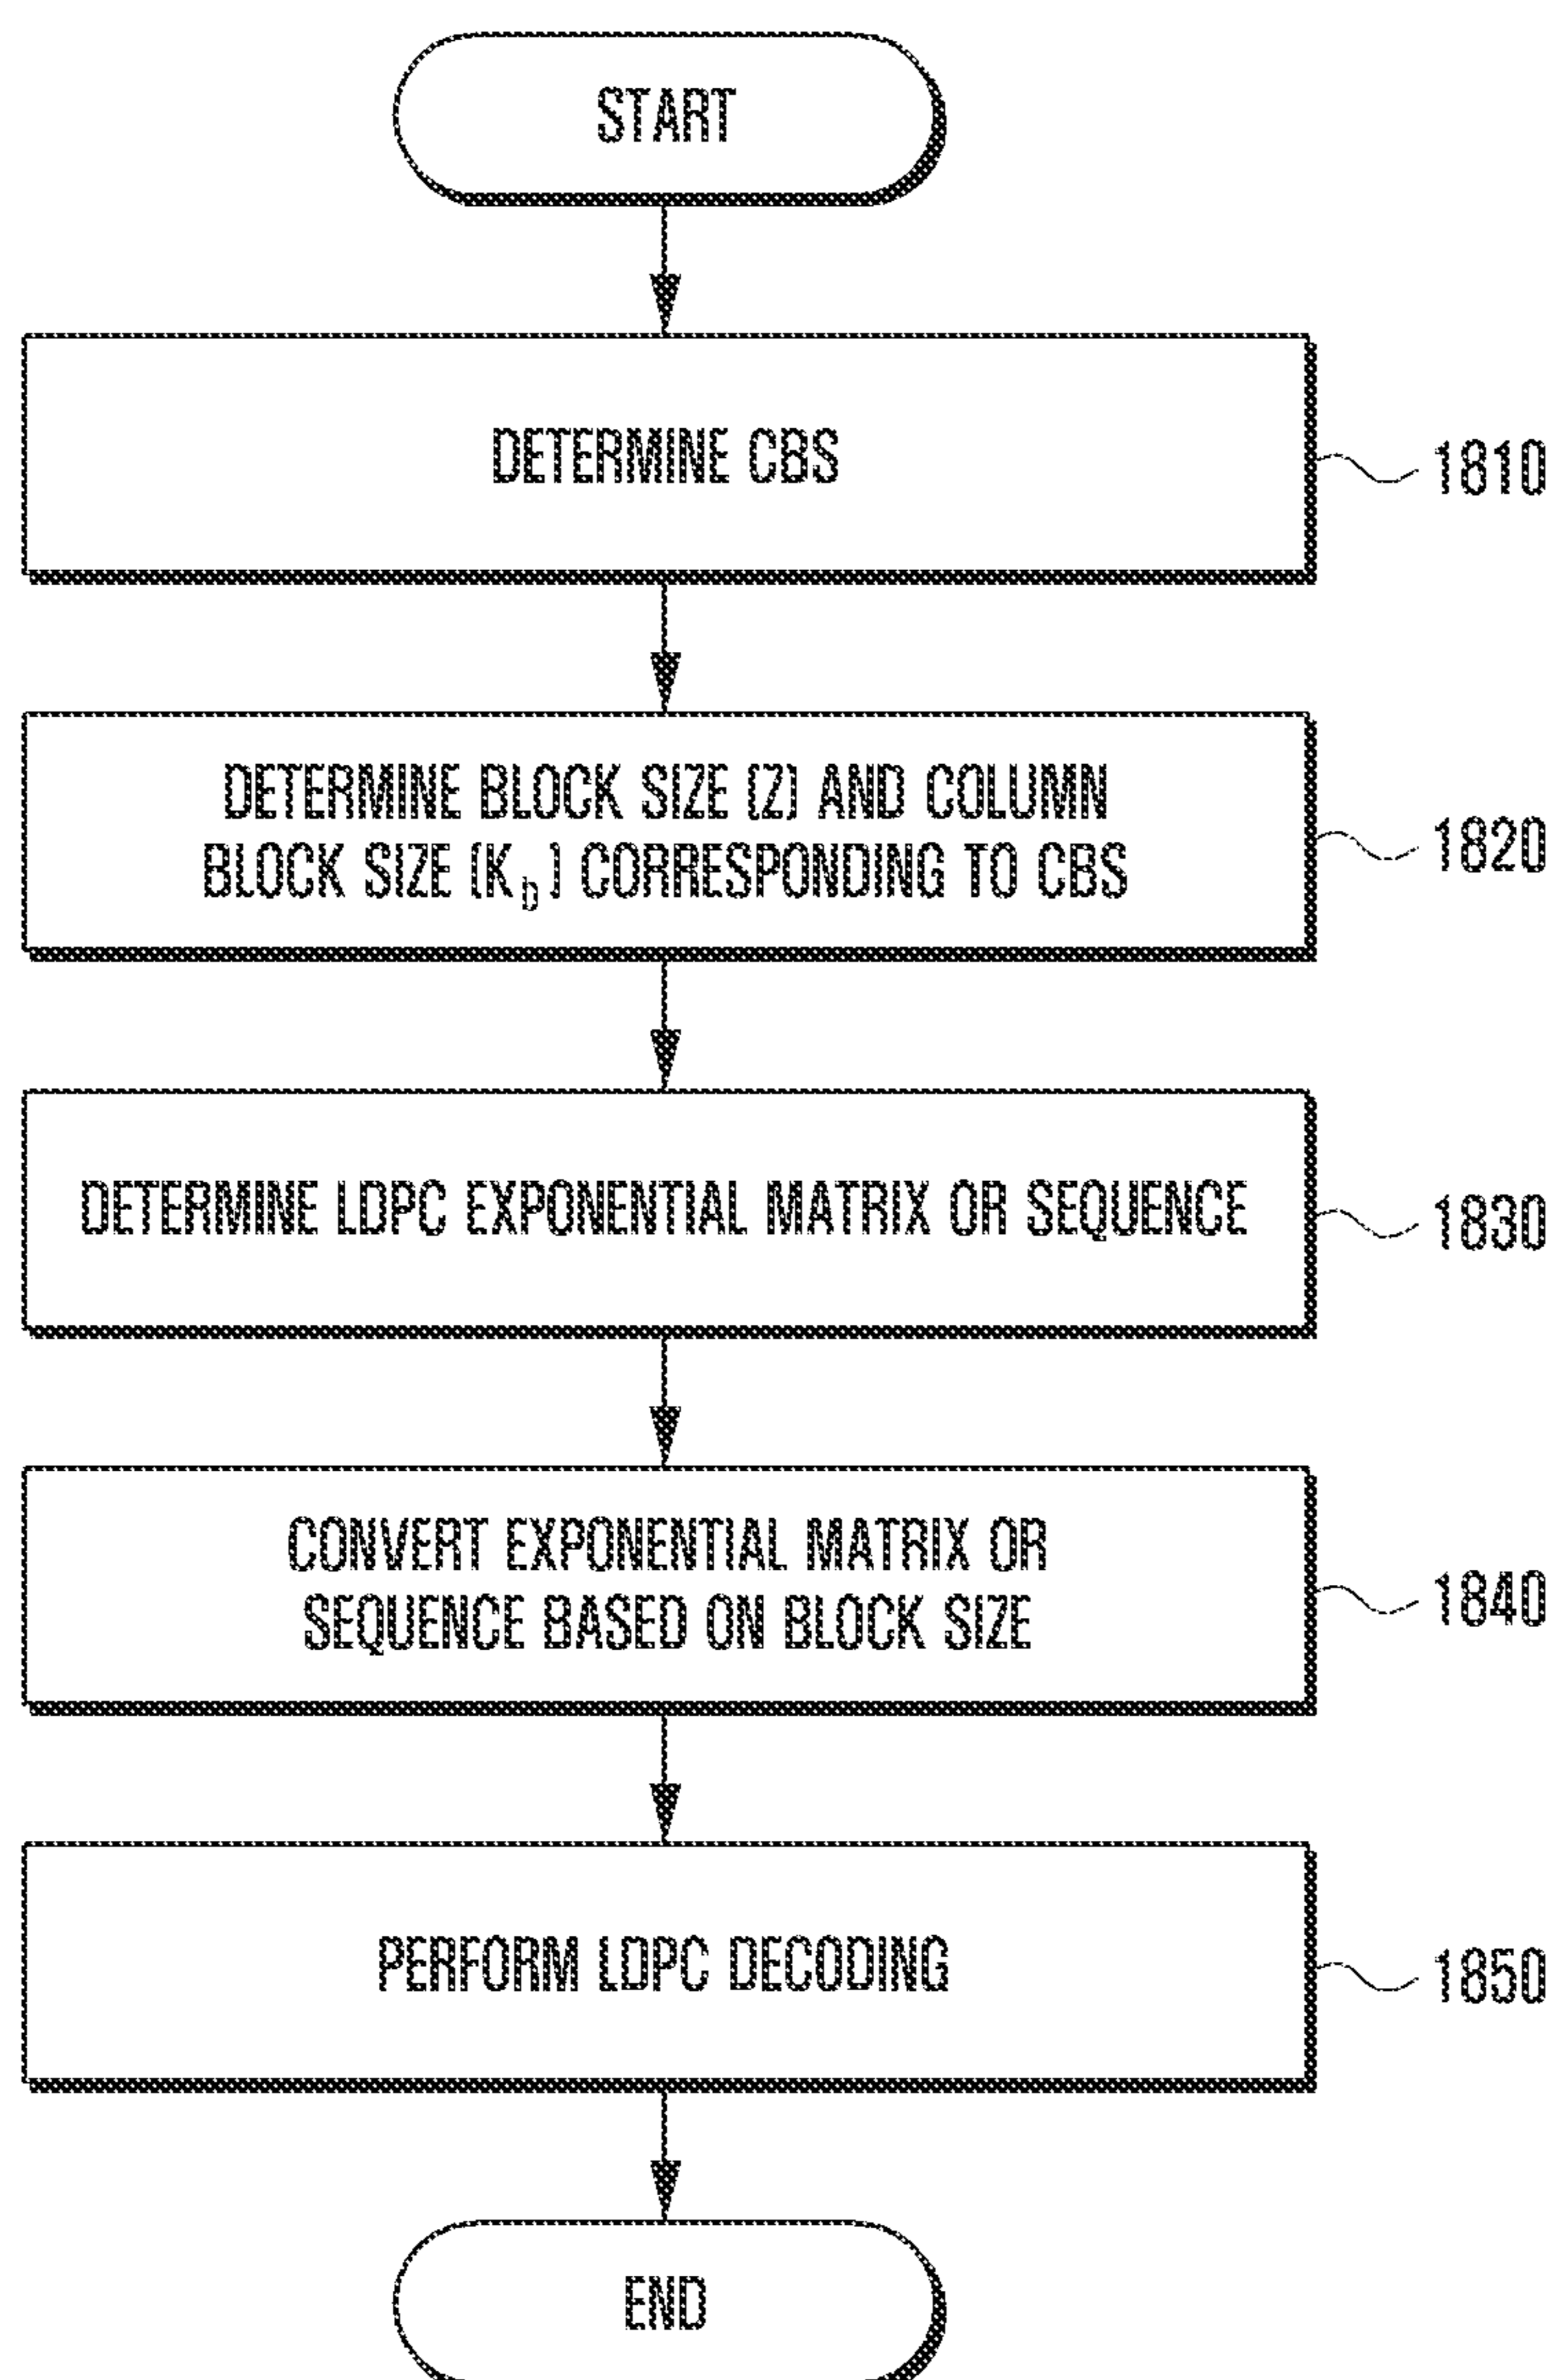 START
DETERMINE CBS
1810
DETERMINE BLOCK SIZE (Z) AND COLUMN
BLOCK SIZE (Kb) CORRESPONDING TO CBS
1820
DETERMINE LDPC EXPONENTIAL MATRIX OR SEQUENCE
1830
CONVERT EXPONENTIAL MATRIX OR
SEQUENCE BASED ON BLOCK SIZE
1840
PERFORM LDPC DECODING
1850
END